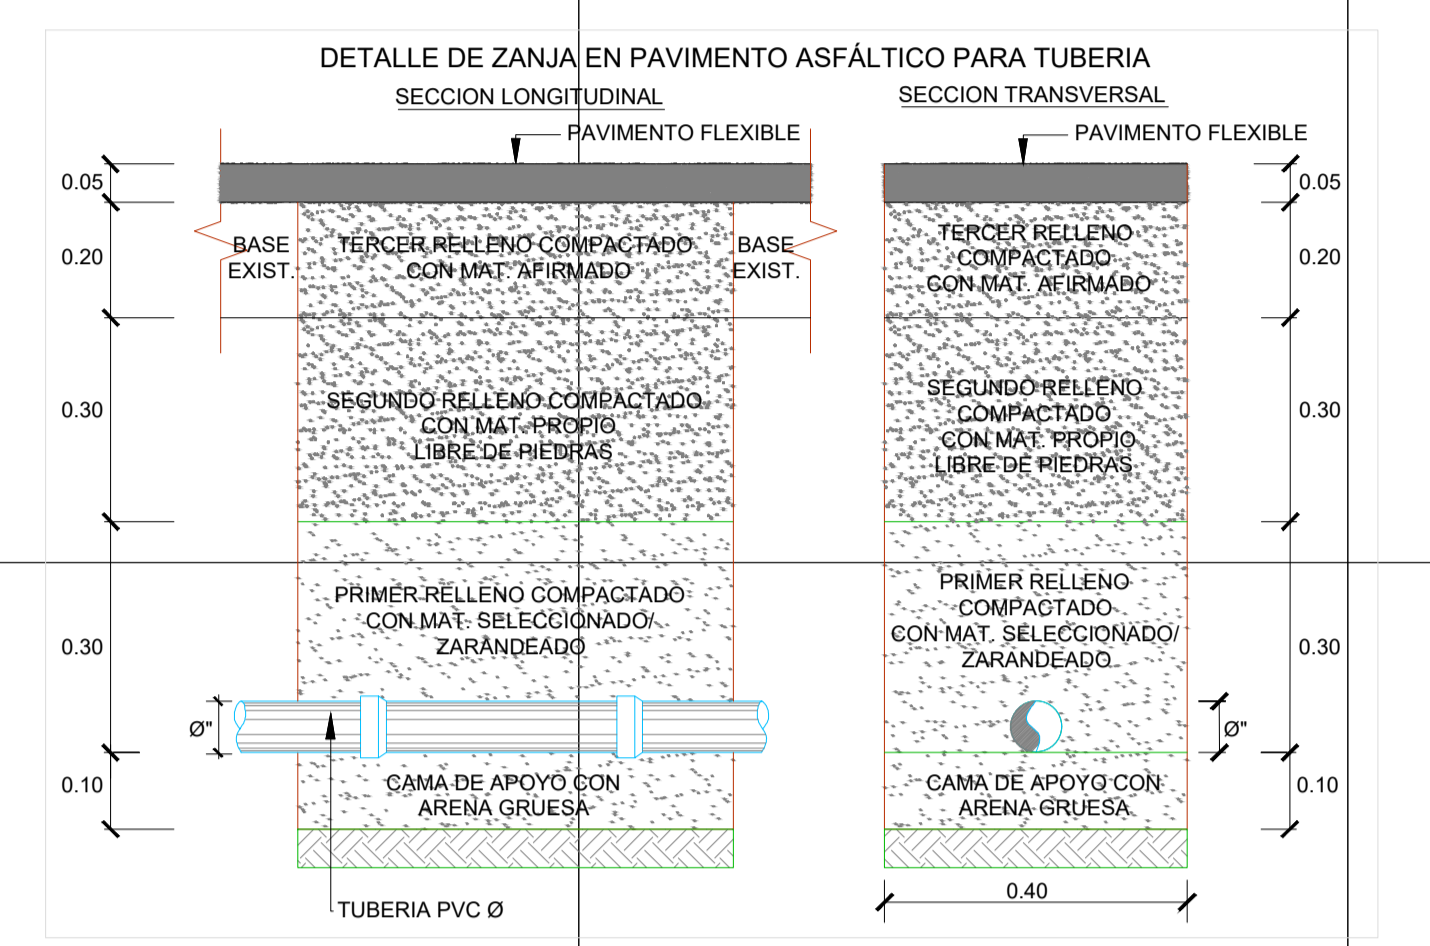 DETALLE DE ZANJA EN PAVIMENTO ASFÁLTICO PARA TUBERIA
SECCION LONGITUDINAL
PAVIMENTO FLEXIBLE
0.05
0.20
0.30
0.30
0.10
BASE
EXIST.
TERCER RELLENO COMPACTADO
CON MAT. AFIRMADO
BASE
EXIST.
SEGUNDO RELLENO COMPACTADO
CON MAT. PROPIO
LIBRE DE PIEDRAS
PRIMER RELLENO COMPACTADO
CON MAT. SELECCIONADO/
ZARANDEADO
Ø"
CAMA DE APOYO CON
ARENA GRUESA
TUBERIA PVC Ø
SECCION TRANSVERSAL
PAVIMENTO FLEXIBLE
TERCER RELLENO
COMPACTADO
CON MAT. AFIRMADO
SEGUNDO RELLENO
COMPACTADO
CON MAT. PROPIO
LIBRE DE PIEDRAS
PRIMER RELLENO
COMPACTADO
CON MAT. SELECCIONADO/
ZARANDEADO
Ø"
CAMA DE APOYO CON
ARENA GRUESA
0.05
0.20
0.30
0.30
0.10
0.40